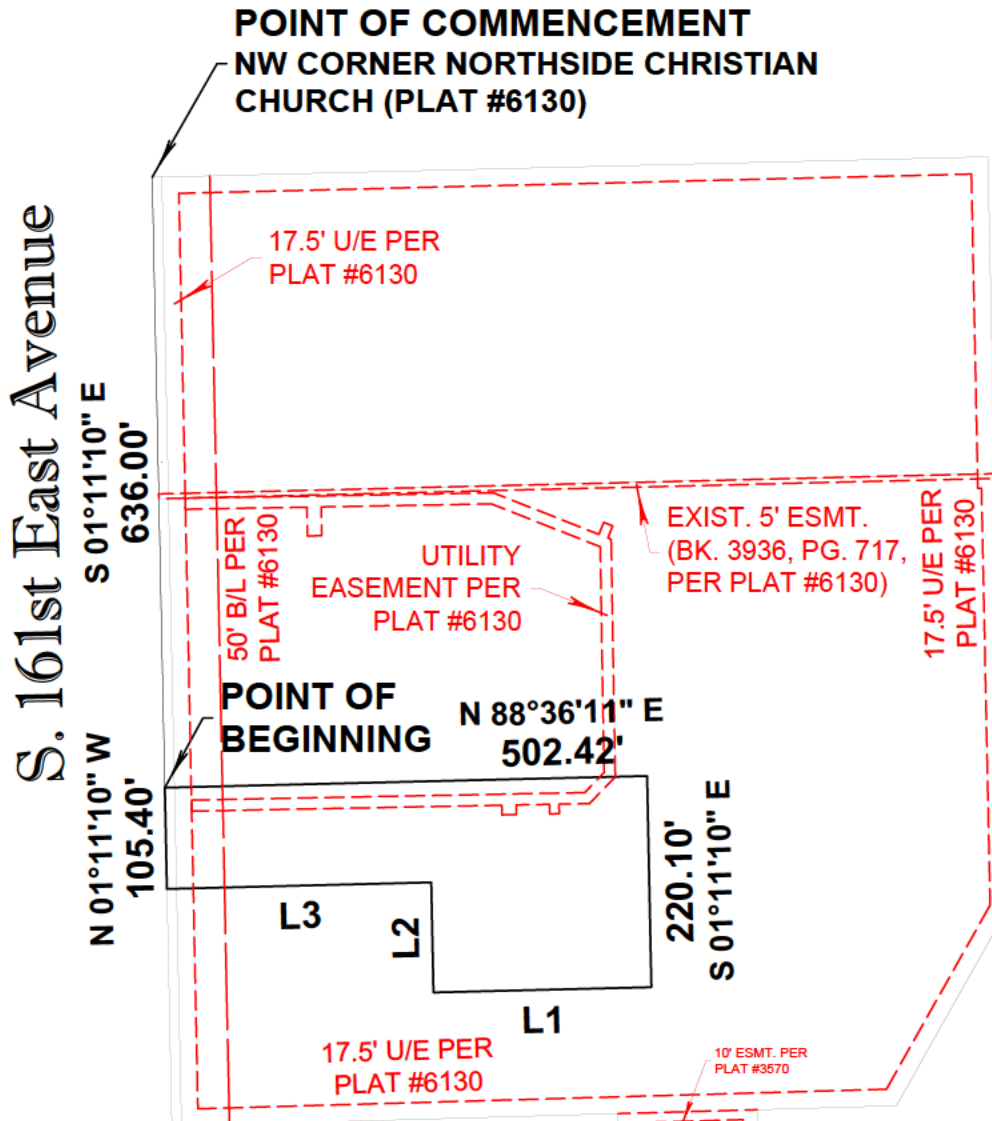 POINT OF COMMENCEMENT
NW CORNER NORTHSIDE CHRISTIAN
CHURCH (PLAT #6130)
S. 161st East Avenue
17.5' U/E PER
PLAT #6130
S 01°11'10" E
636.00'
50' B/L PER
PLAT #6130
UTILITY
EASEMENT PER
PLAT #6130
EXIST. 5' ESMT.
(BK. 3936, PG. 717,
PER PLAT #6130)
17.5' U/E PER
PLAT #6130
POINT OF
BEGINNING
N 88°36'11" E
502.42'
N 01°11'10" W
105.40'
220.10'
S 01°11'10" E
L3
L2
L1
17.5' U/E PER
PLAT #6130
10' ESMT. PER
PLAT #3570